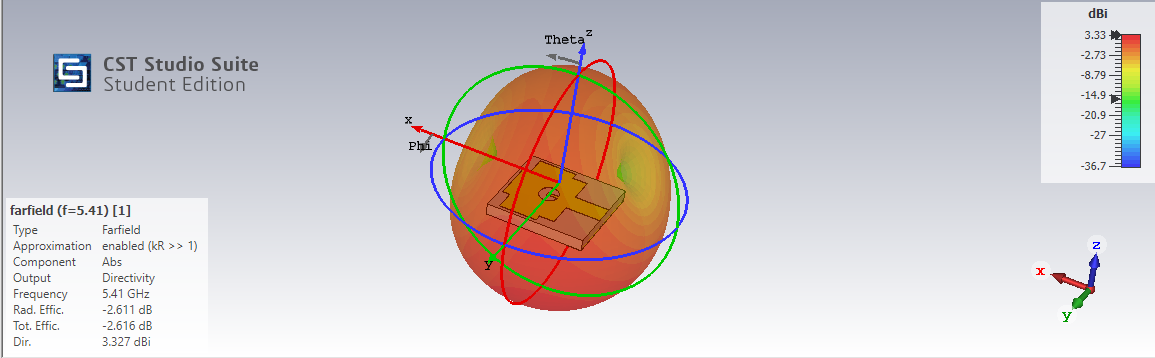 dBi
3.33
-2.73
-8.79
-14.9
-20.9
-27
-36.7
CST Studio Suite
Student Edition
Theta
z
x
Phi
y
farfield (f=5.41) [1]
Type Farfield
Approximation enabled (kR >> 1)
Component Abs
Output Directivity
Frequency 5.41 GHz
Rad. Effic. -2.611 dB
Tot. Effic. -2.616 dB
Dir. 3.327 dBi
z
x
y